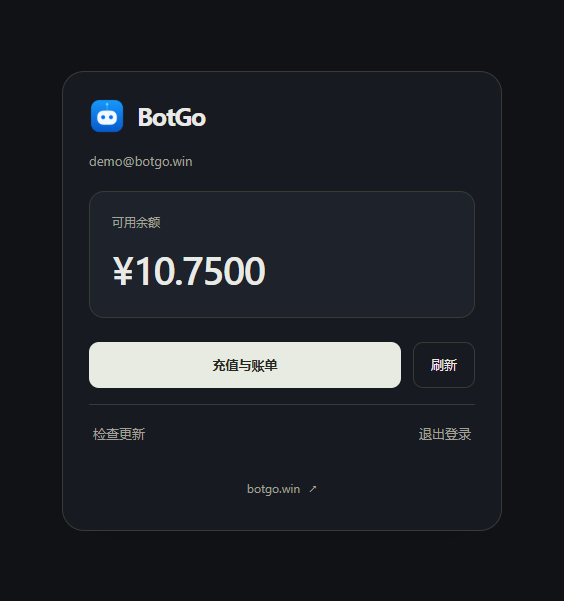 BotGo
demo@botgo.win
可用余额
¥10.7500
充值与账单 刷新
检查更新 退出登录
botgo.win ↗